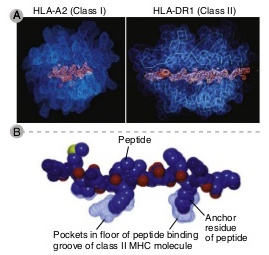 A
HLA-A2 (Class I)
HLA-DR1 (Class II)
B
Peptide
Pockets in floor of peptide binding
groove of class II MHC molecule
Anchor
residue
of peptide